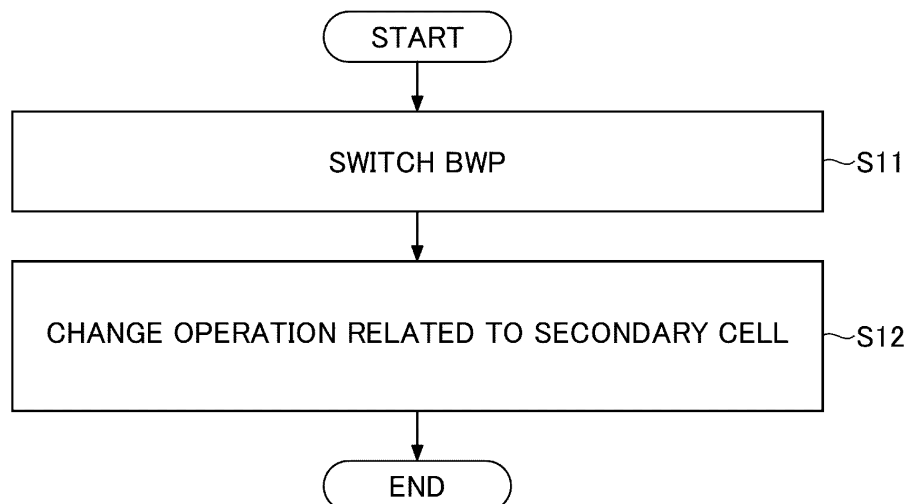 START
SWITCH BWP
S11
CHANGE OPERATION RELATED TO SECONDARY CELL
S12
END